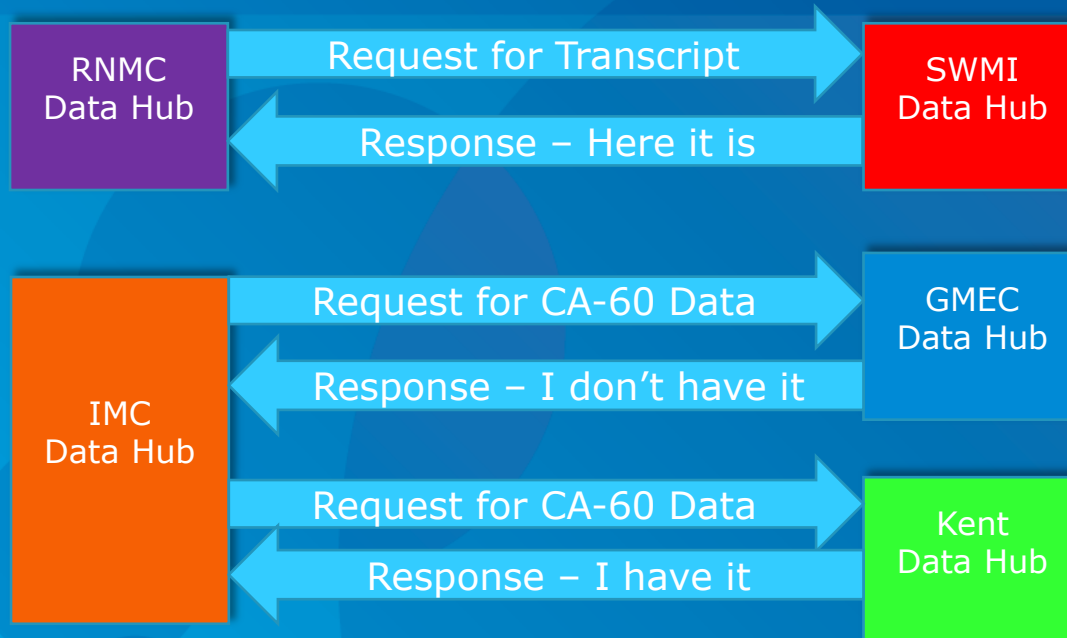 RNMC
Data Hub
Request for Transcript
SWMI
Data Hub
Response – Here it is
IMC
Data Hub
Request for CA-60 Data
GMEC
Data Hub
Response – I don’t have it
Request for CA-60 Data
Kent
Data Hub
Response – I have it